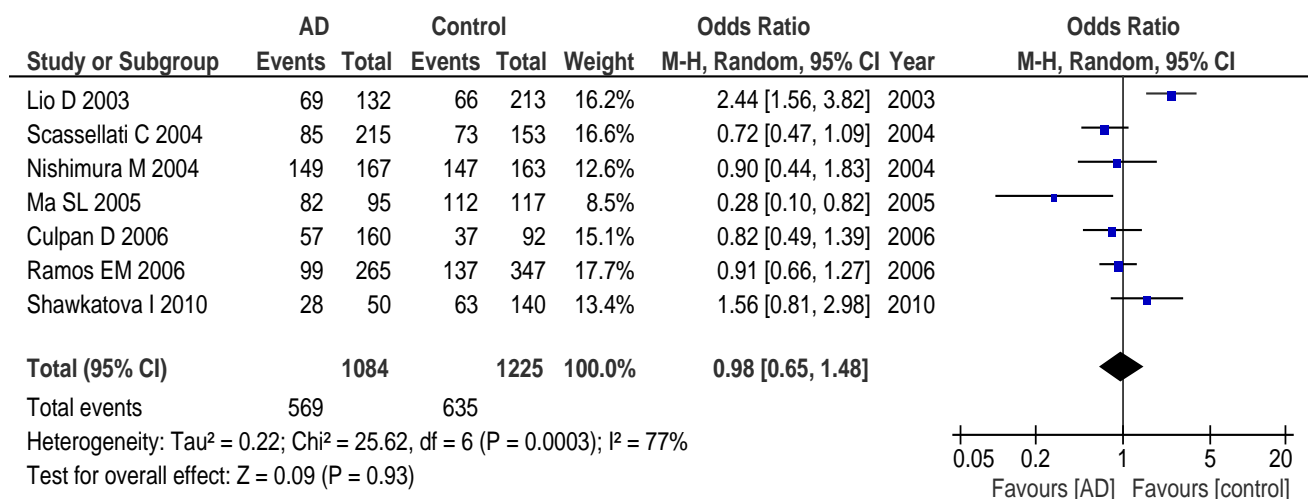 AD Control Odds Ratio Odds Ratio
Study or Subgroup Events Total Events Total Weight M-H, Random, 95% CI Year M-H, Random, 95% CI
Lio D 2003 69 132 66 213 16.2% 2.44 [1.56, 3.82] 2003
Scassellati C 2004 85 215 73 153 16.6% 0.72 [0.47, 1.09] 2004
Nishimura M 2004 149 167 147 163 12.6% 0.90 [0.44, 1.83] 2004
Ma SL 2005 82 95 112 117 8.5% 0.28 [0.10, 0.82] 2005
Culpan D 2006 57 160 37 92 15.1% 0.82 [0.49, 1.39] 2006
Ramos EM 2006 99 265 137 347 17.7% 0.91 [0.66, 1.27] 2006
Shawkatova I 2010 28 50 63 140 13.4% 1.56 [0.81, 2.98] 2010
Total (95% CI) 1084 1225 100.0% 0.98 [0.65, 1.48]
Total events 569 635
Heterogeneity: Tau² = 0.22; Chi² = 25.62, df = 6 (P = 0.0003); I² = 77%
Test for overall effect: Z = 0.09 (P = 0.93)
0.05 0.2 1 5 20
Favours [AD] Favours [control]